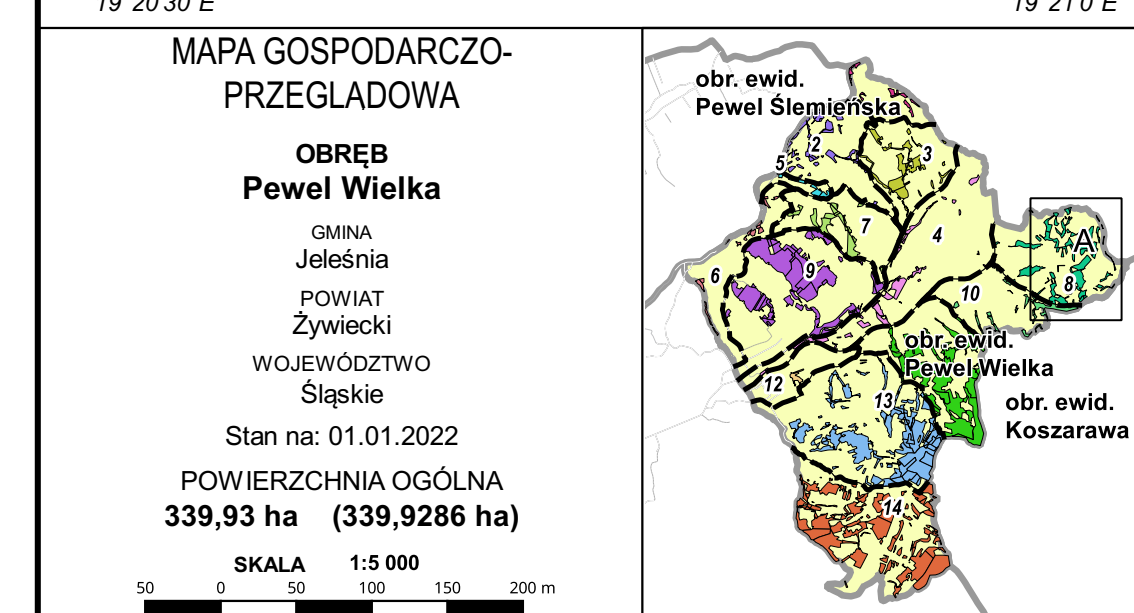 19 20'30"E
19 21'0"E
MAPA GOSPODARCZO-
PRZEGLADOWA
OBRĘB
Pewel Wielka
GMINA
Jeleśnia
POWIAT
Żywiecki
WOJEWÓDZTWO
Śląskie
Stan na: 01.01.2022
POWIERZCHNIA OGÓLNA
339,93 ha (339,9286 ha)
SKALA 1:5 000
50 0 50 100 150 200 m
obr. ewid.
Pewel Ślemieńska
2
3
5
7
4
A
6
9
8
10
obr. ewid.
Pewel Wielka
12
13
obr. ewid.
Koszarawa
14